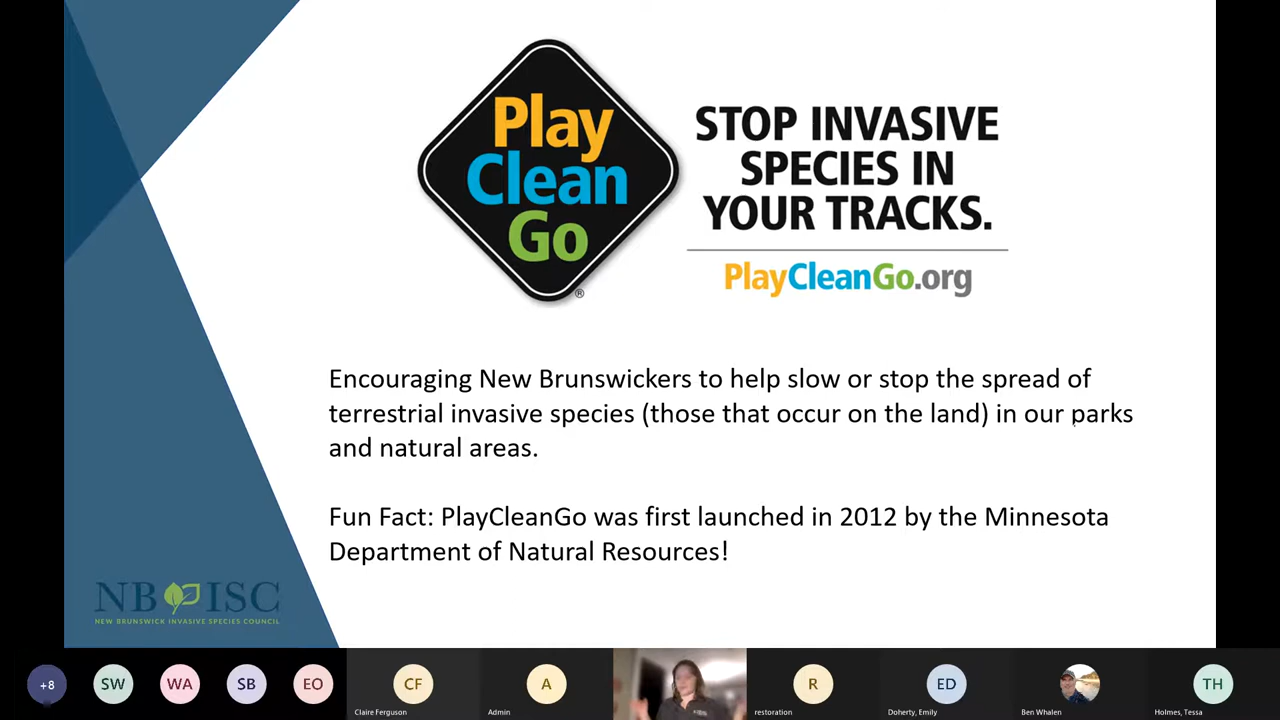 Play
Clean
Go
®
STOP INVASIVE
SPECIES IN
YOUR TRACKS.
PlayCleanGo.org
Encouraging New Brunswickers to help slow or stop the spread of
terrestrial invasive species (those that occur on the land) in our parks
and natural areas.
Fun Fact: PlayCleanGo was first launched in 2012 by the Minnesota
Department of Natural Resources!
NB ISC
NEW BRUNSWICK INVASIVE SPECIES COUNCIL
+8 SW WA SB EO CF A R ED TH
Claire Ferguson Admin restoration Doherty, Emily Ben Whalen Holmes, Tessa